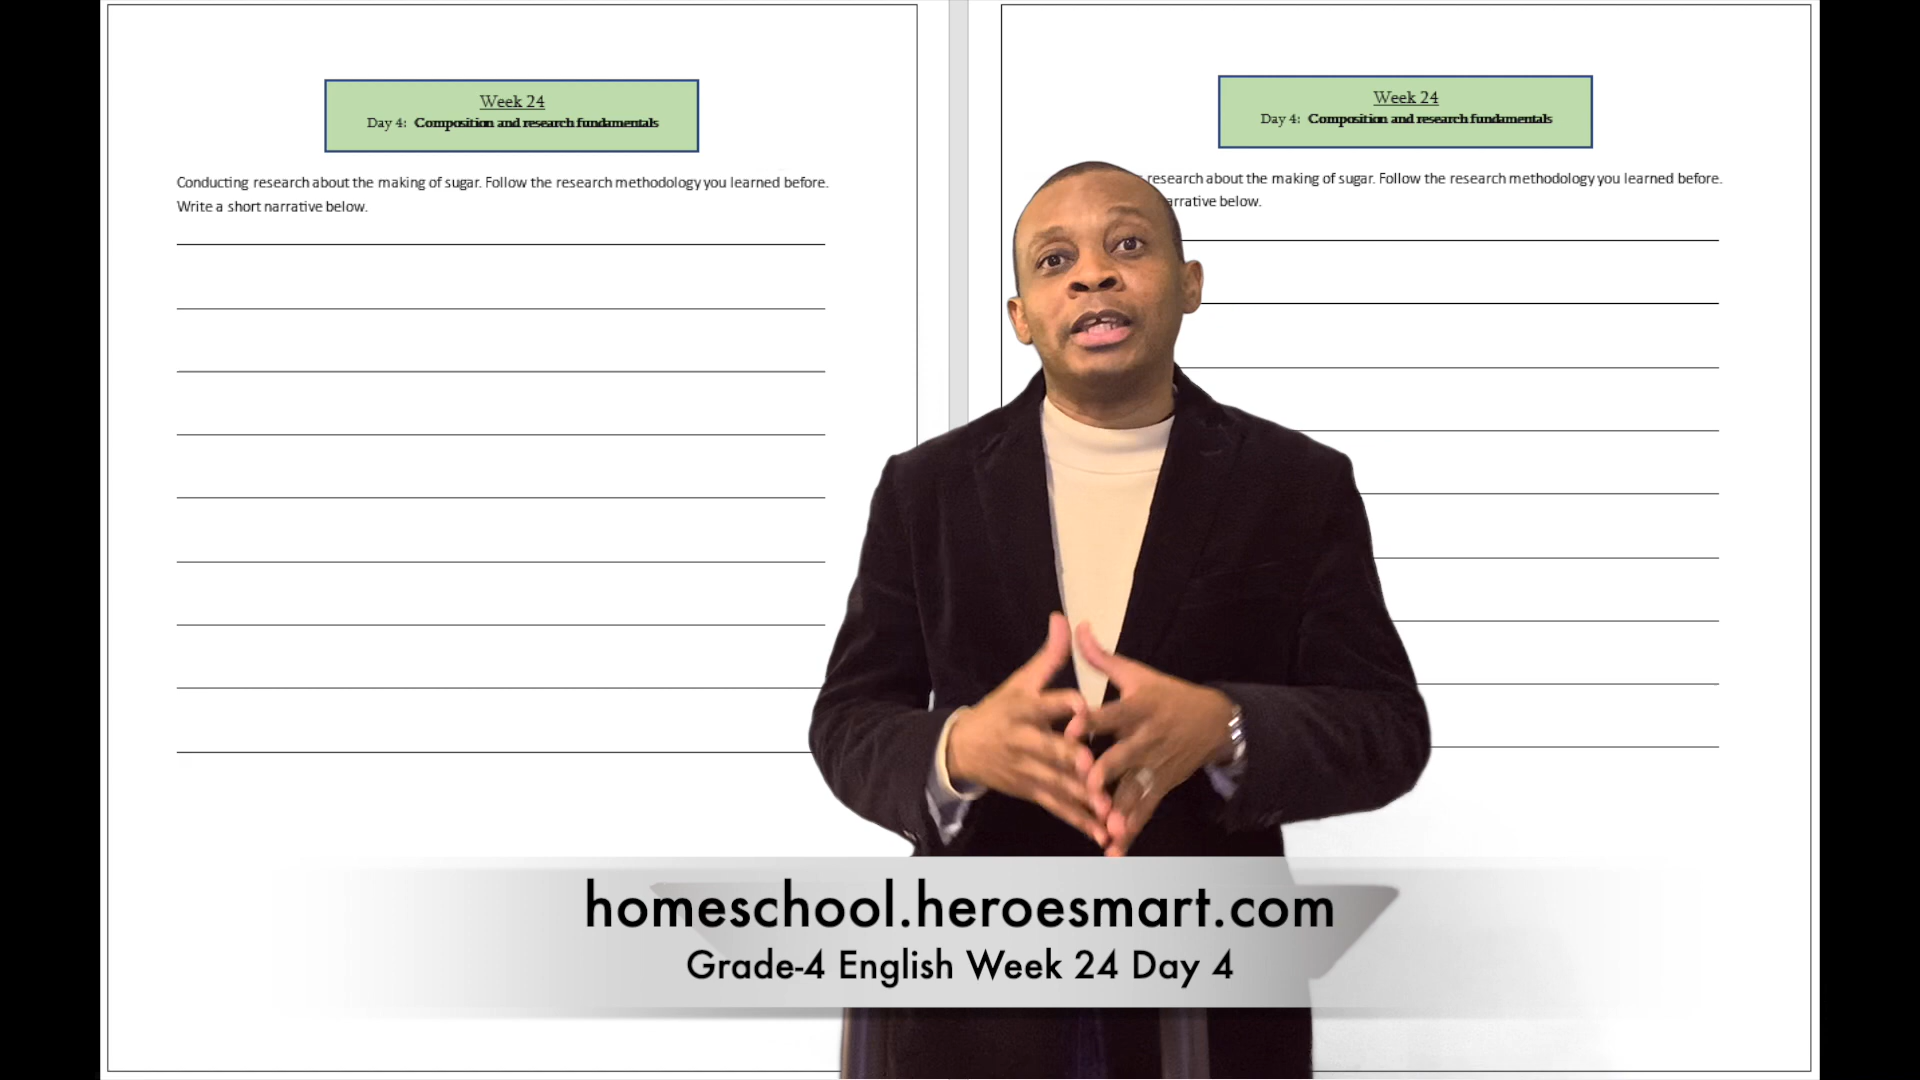 Week 24
Day 4: Composition and research fundamentals
Conducting research about the making of sugar. Follow the research methodology you learned before.
Write a short narrative below.
Week 24
Day 4: Composition and research fundamentals
research about the making of sugar. Follow the research methodology you learned before.
narrative below.
homeschool.heroesmart.com
Grade-4 English Week 24 Day 4